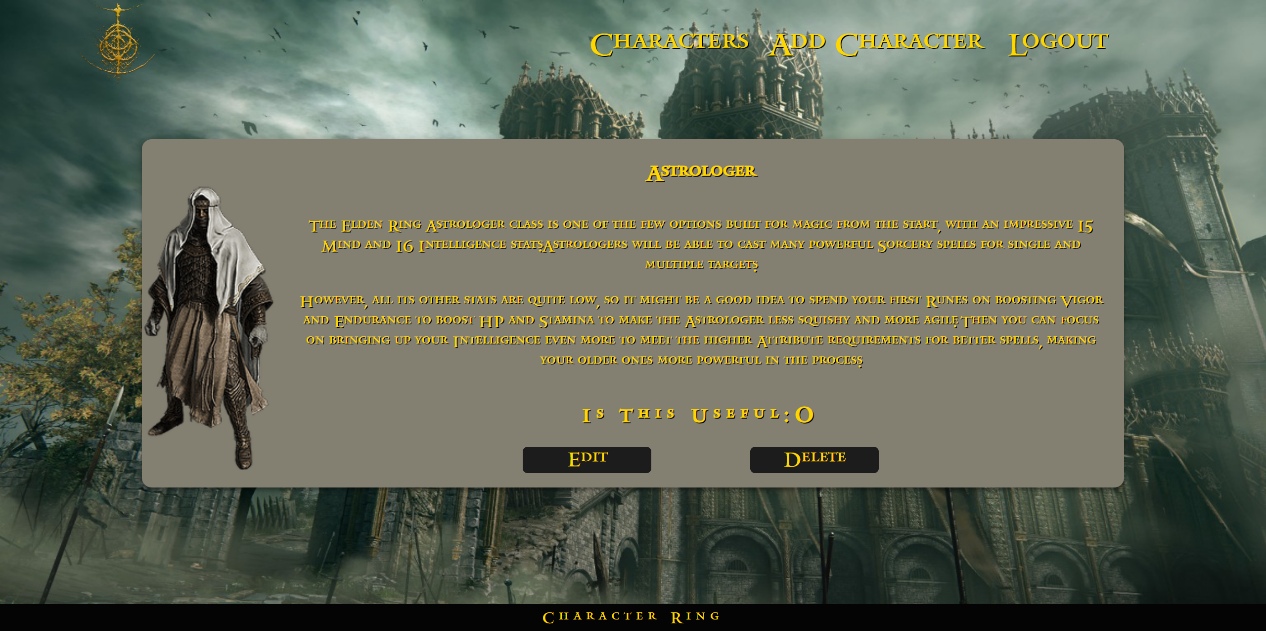 Characters Add Character Logout
Astrologer
The Elden Ring Astrologer class is one of the few options built for magic from the start, with an impressive 15
Mind and 16 Intelligence stats.Astrologers will be able to cast many powerful Sorcery spells for single and
multiple targets.
However, all its other stats are quite low, so it might be a good idea to spend your first Runes on boosting Vigor
and Endurance to boost HP and Stamina to make the Astrologer less squishy and more agile.Then you can focus
on bringing up your Intelligence even more to meet the higher Attribute requirements for better spells, making
your older ones more powerful in the process.
Is This Useful:0
Edit Delete
Character Ring